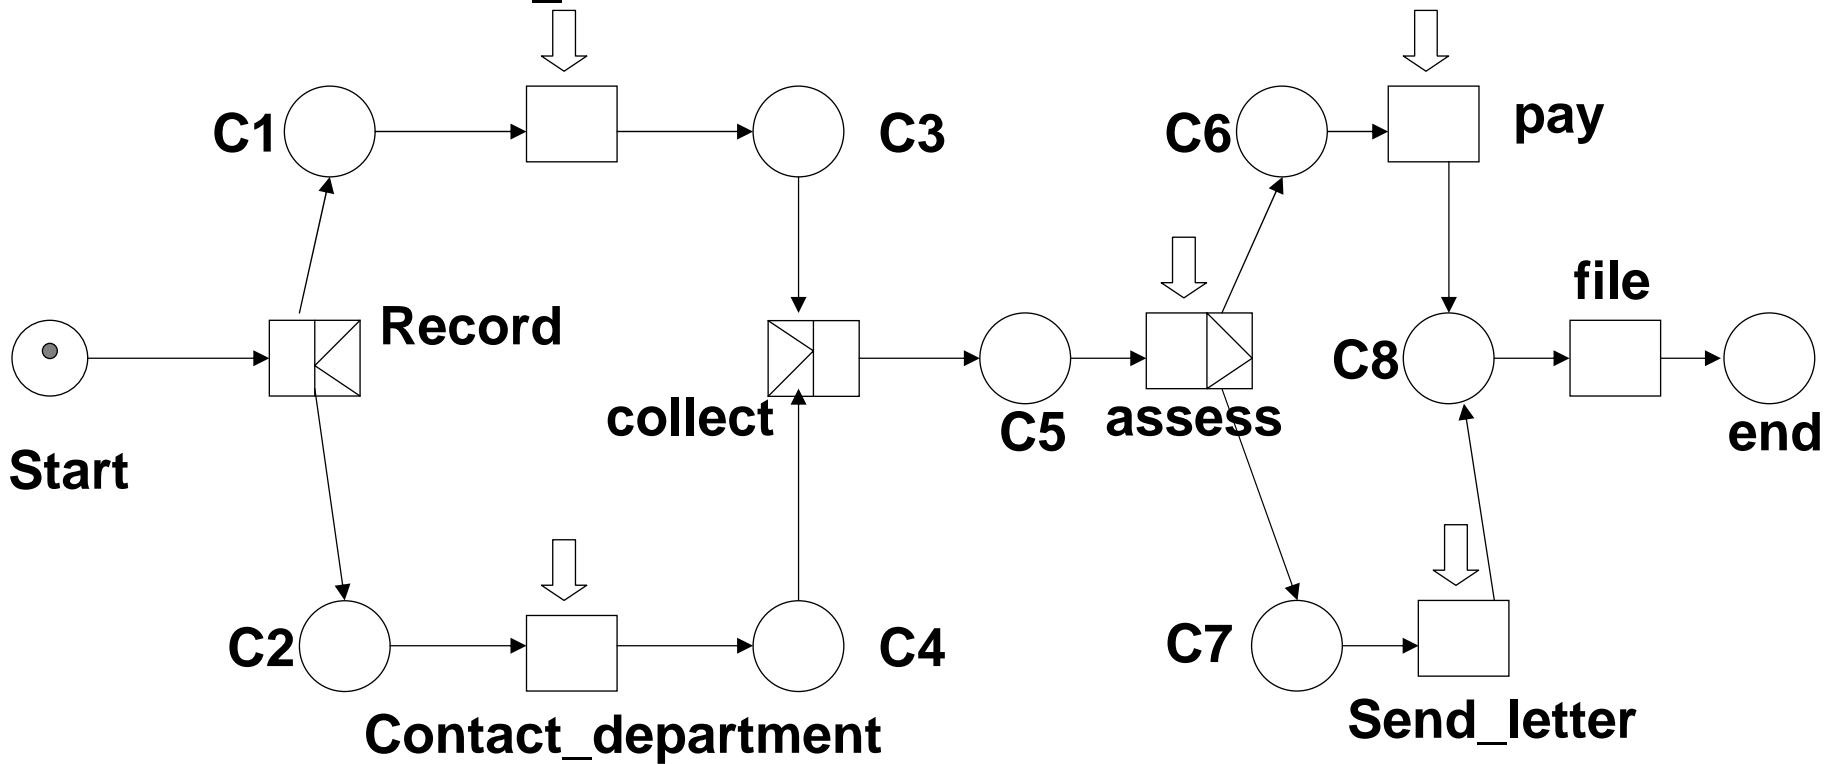 C1
C3
C6
pay
Record
file
C8
collect
C5
assess
end
Start
C2
C4
C7
Contact_department
Send_letter